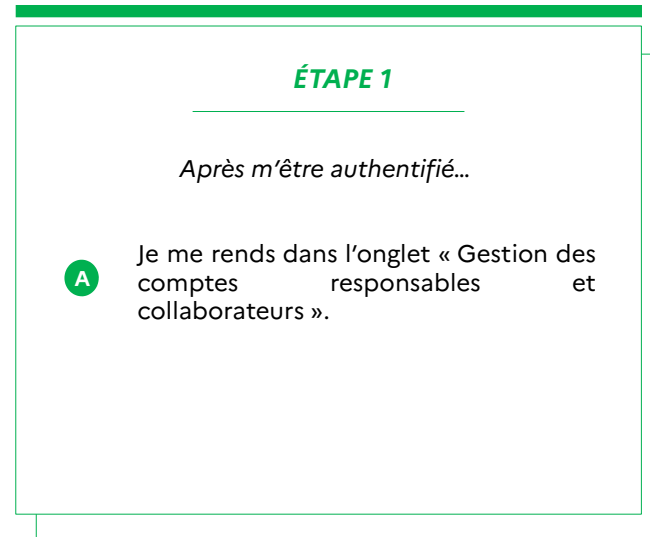 ÉTAPE 1
Après m'être authentifié…
A
Je me rends dans l'onglet « Gestion des
comptes responsables et
collaborateurs ».